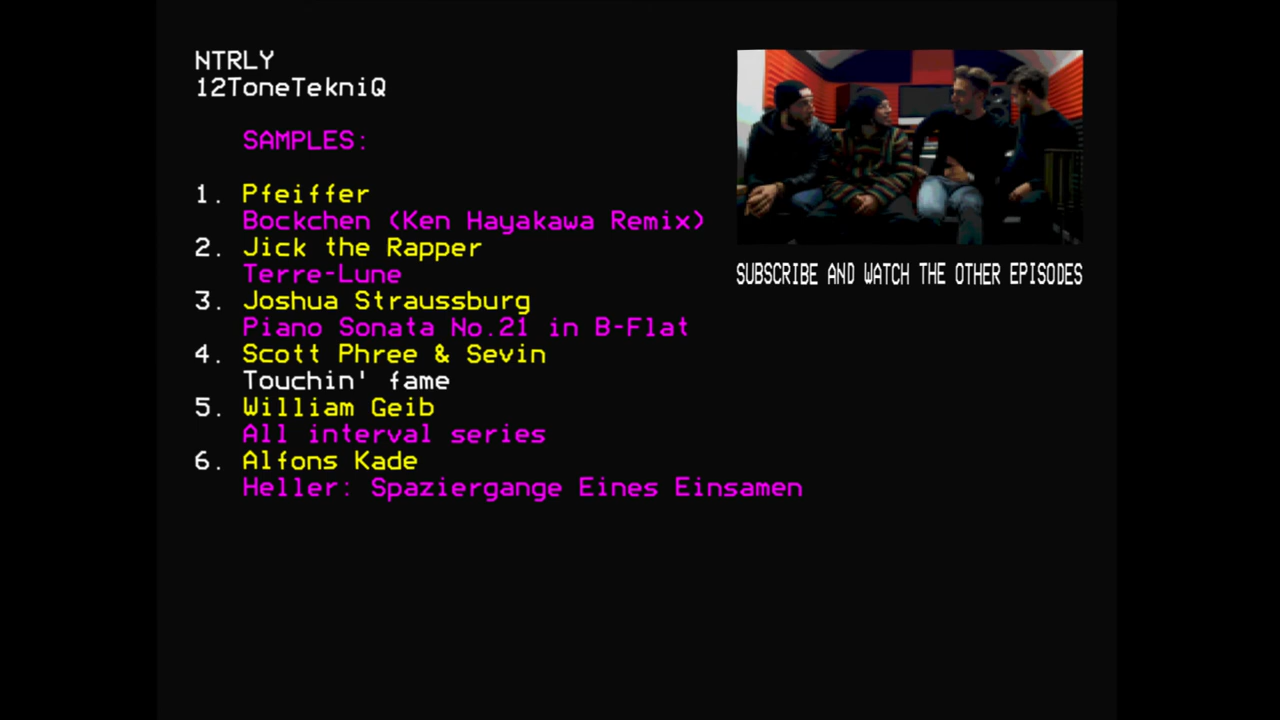 NTRLY
12ToneTekniQ
SAMPLES:
1. Pfeiffer
Bockchen (Ken Hayakawa Remix)
2. Jick the Rapper
Terre-Lune
3. Joshua Straussburg
Piano Sonata No.21 in B-Flat
4. Scott Phree & Sevin
Touchin' fame
5. William Geib
All interval series
6. Alfons Kade
Heller: Spaziergange Eines Einsamen
SUBSCRIBE AND WATCH THE OTHER EPISODES